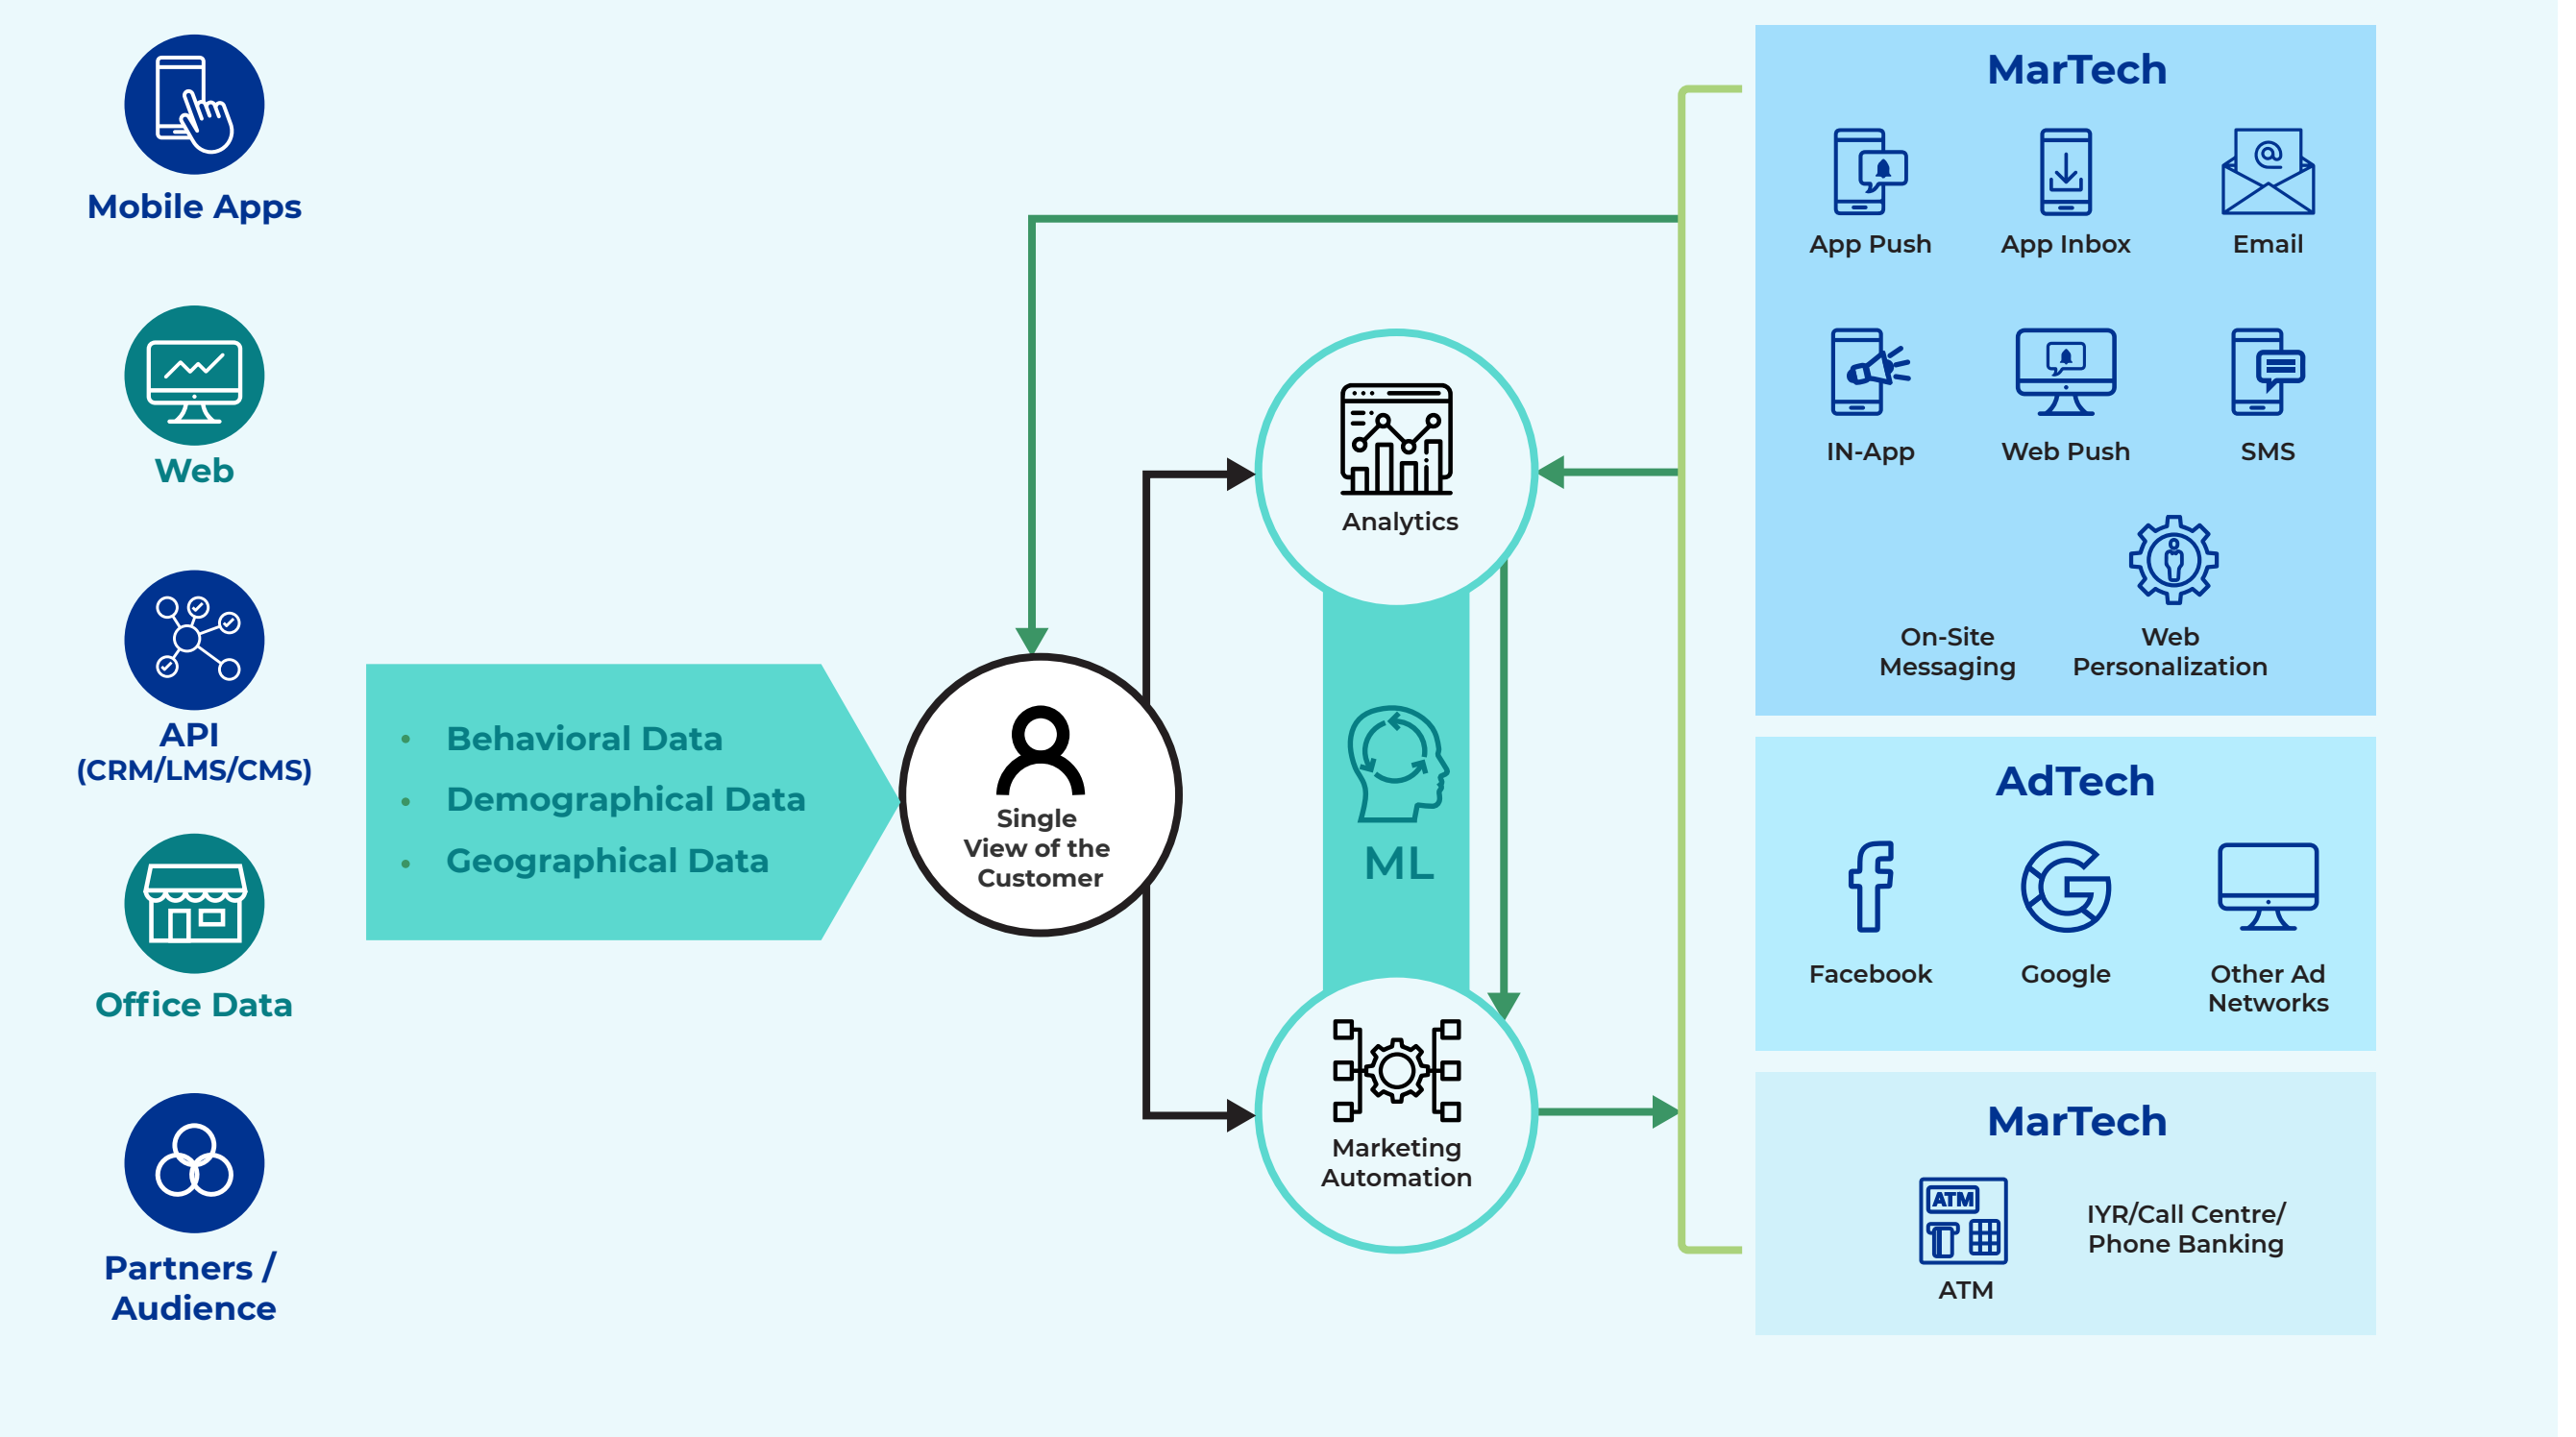 Mobile Apps
Web
API
(CRM/LMS/CMS)
Office Data
Partners /
Audience
• Behavioral Data
• Demographical Data
• Geographical Data
Single
View of the
Customer
Analytics
ML
Marketing
Automation
MarTech
@
App Push
App Inbox
Email
IN-App
Web Push
SMS
On-Site
Messaging
Web
Personalization
AdTech
Facebook
Google
Other Ad
Networks
MarTech
ATM
ATM
IYR/Call Centre/
Phone Banking